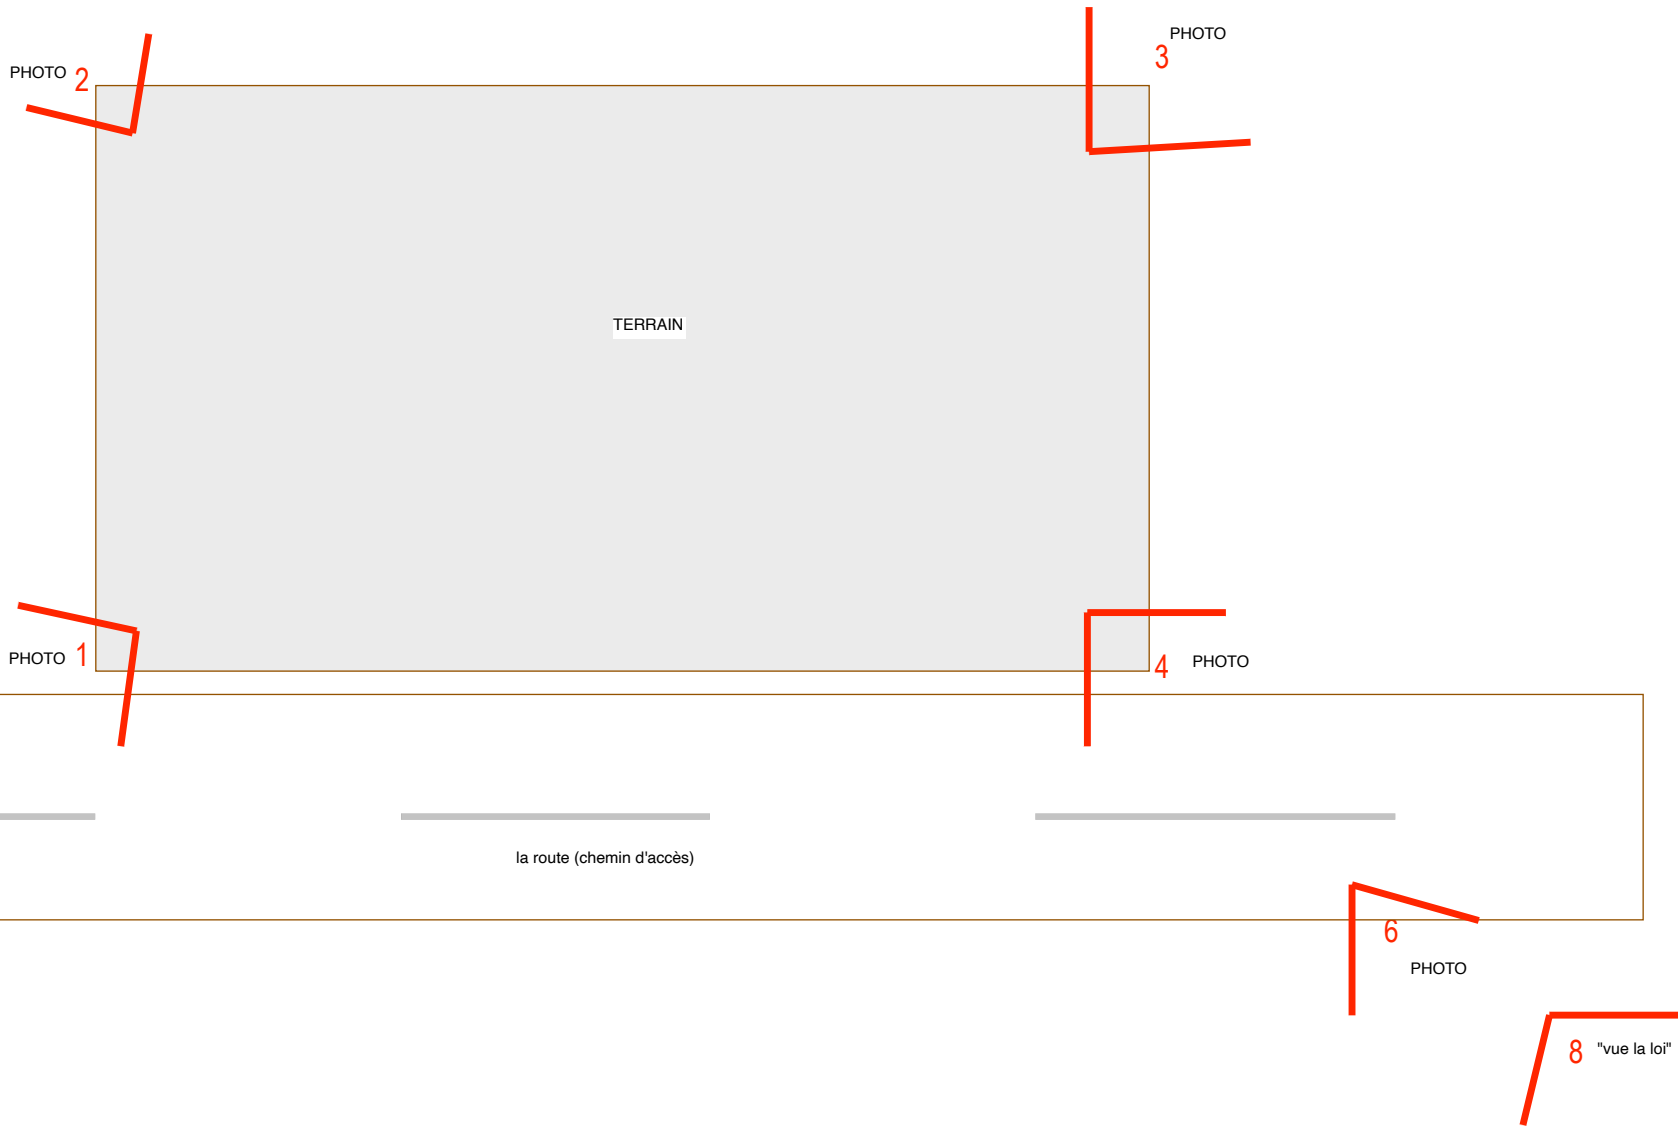 PHOTO
3
PHOTO 2
TERRAIN
PHOTO 1
4 PHOTO
la route (chemin d'accès)
6
PHOTO
8 "vue la loi"